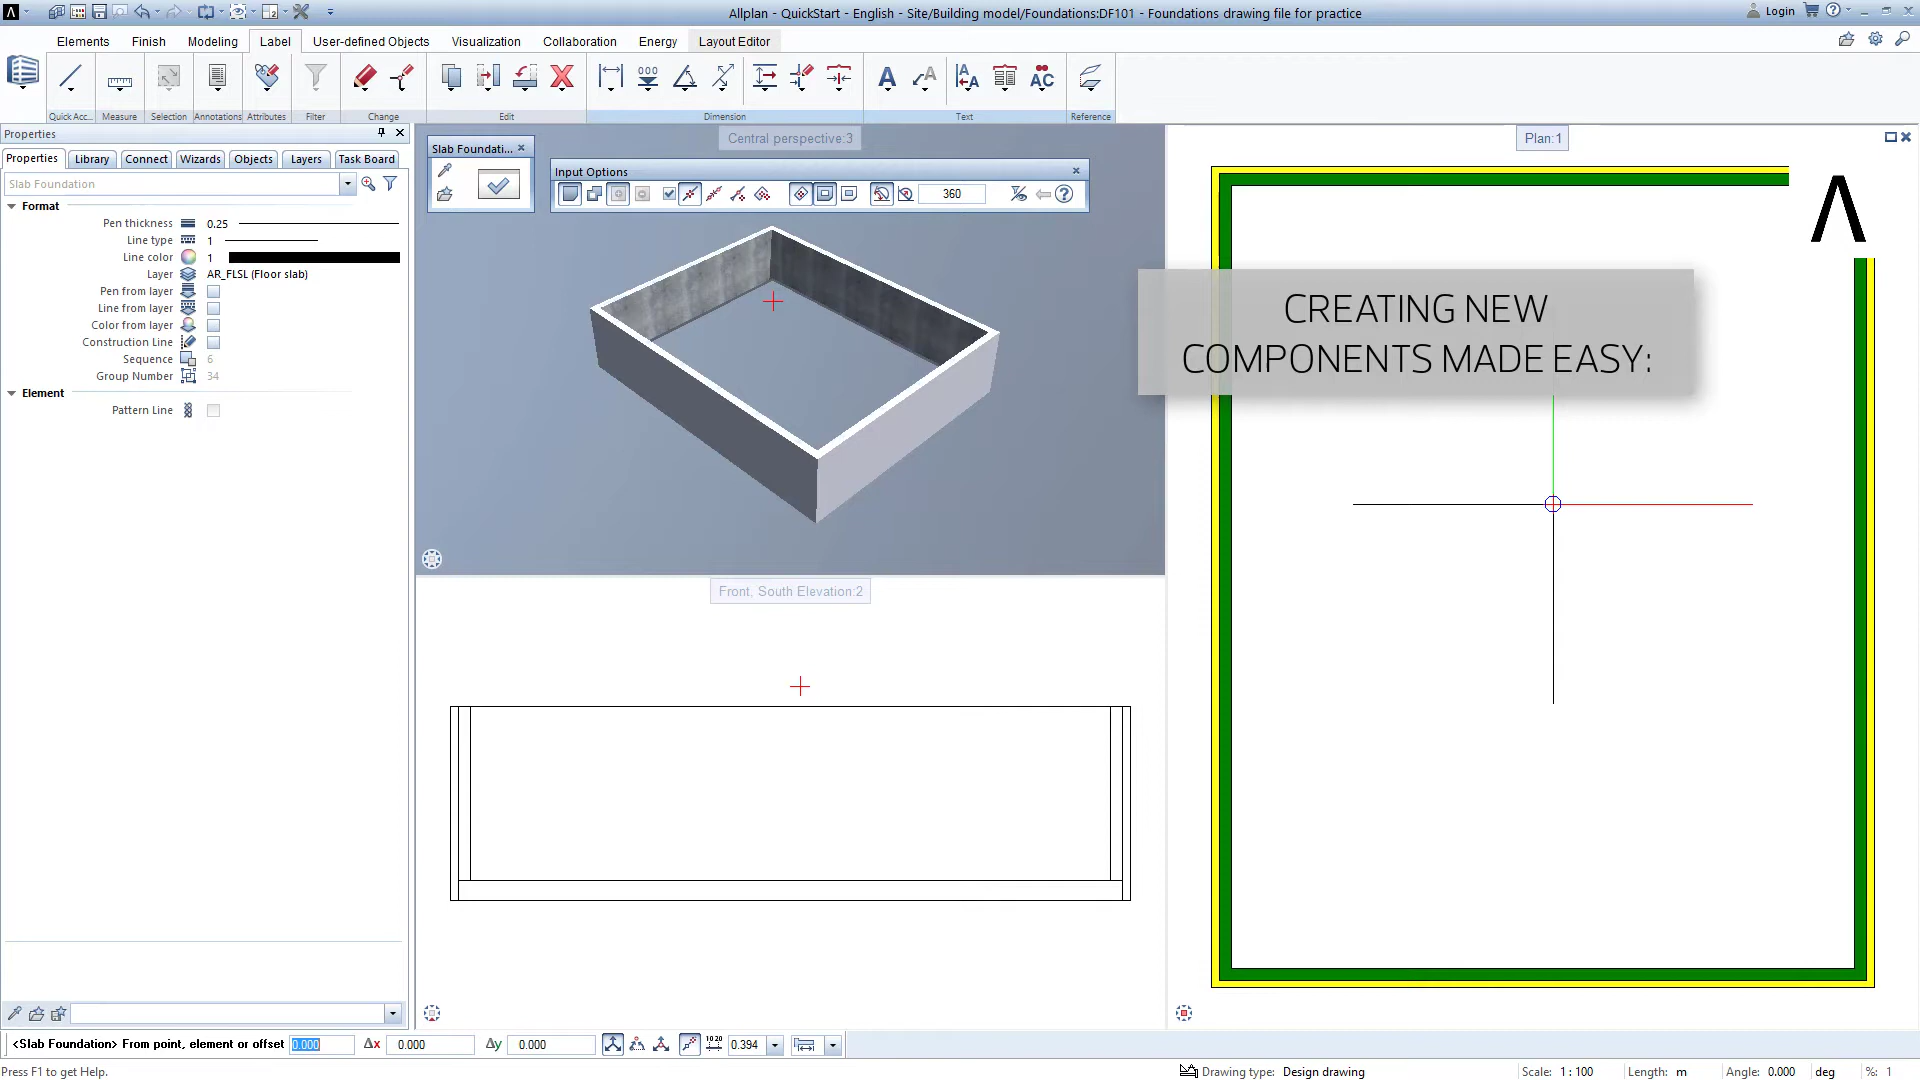 Allplan - QuickStart - English - Site/Building model/Foundations:DF101 - Foundations drawing file for practice
Login
Elements Finish Modeling Label User-defined Objects Visualization Collaboration Energy Layout Editor
Quick Acc... Measure Selection Annotations Attributes Filter Change Edit Dimension Text Reference
Properties
Properties Library Connect Wizards Objects Layers Task Board
Slab Foundation
Format
Pen thickness 0.25
Line type 1
Line color 1
Layer AR_FLSL (Floor slab)
Pen from layer
Line from layer
Color from layer
Construction Line
Sequence 6
Group Number 34
Element
Pattern Line
Central perspective:3
Slab Foundati...
Input Options
360
Plan:1
CREATING NEW
COMPONENTS MADE EASY:
Front, South Elevation:2
<Slab Foundation> From point, element or offset 0.000 Δx 0.000 Δy 0.000 1020 0.394
Press F1 to get Help.
Drawing type: Design drawing Scale: 1 : 100 Length: m Angle: 0.000 deg %: 1